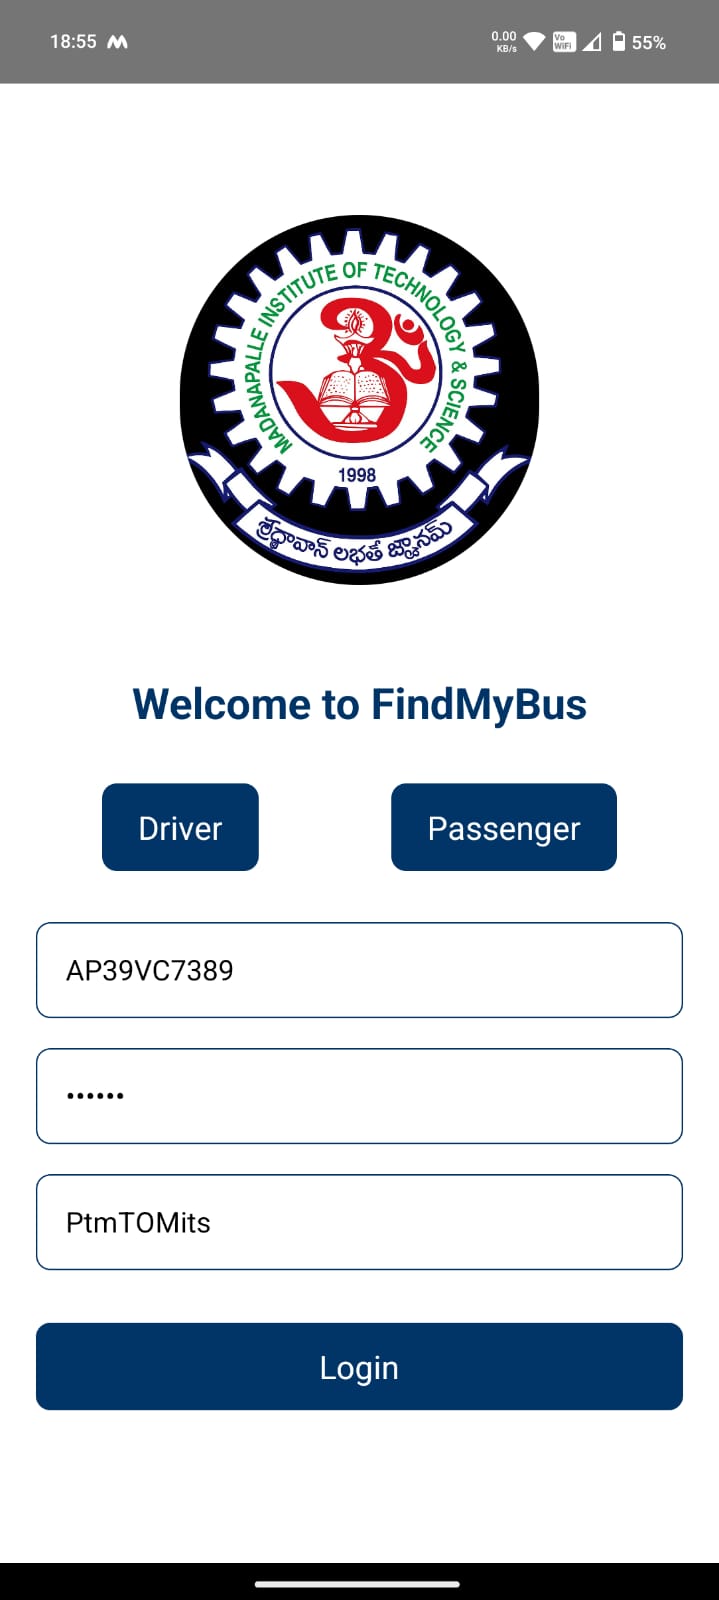 18:55
0.00
KB/s
Vo
WiFi
55%
MADANAPALLE INSTITUTE OF TECHNOLOGY & SCIENCE
1998
శ్రద్ధావాన్ లభతే జ్ఞానమ్
Welcome to FindMyBus
Driver
Passenger
AP39VC7389
••••••
PtmTOMits
Login